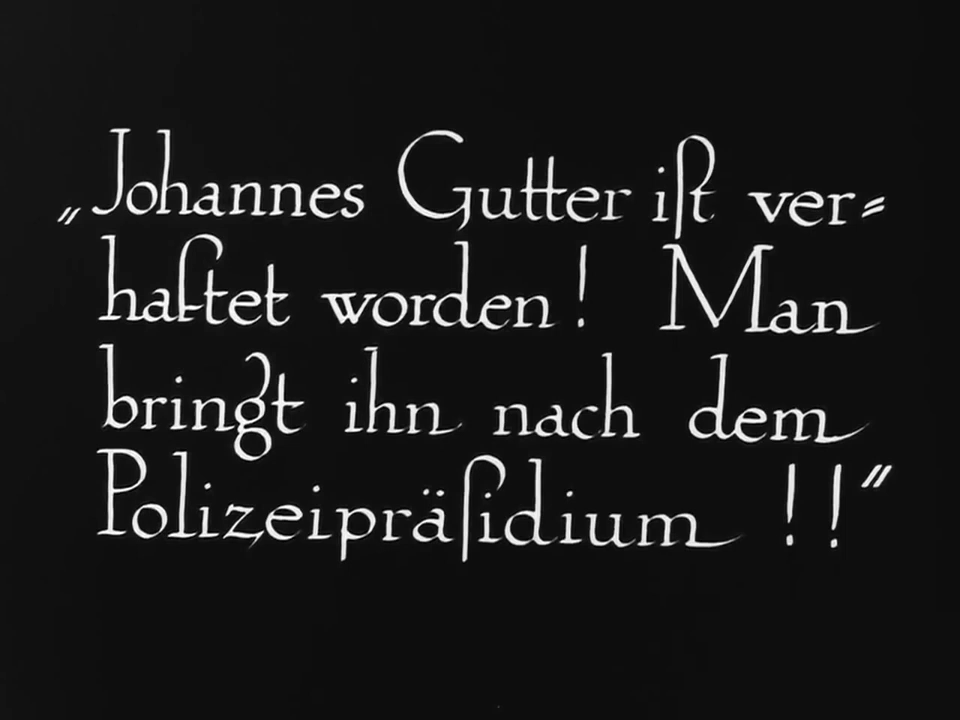 „Johannes Gutter iſt ver⸗
haftet worden! Man
bringt ihn nach dem
Polizeipräſidium !!"